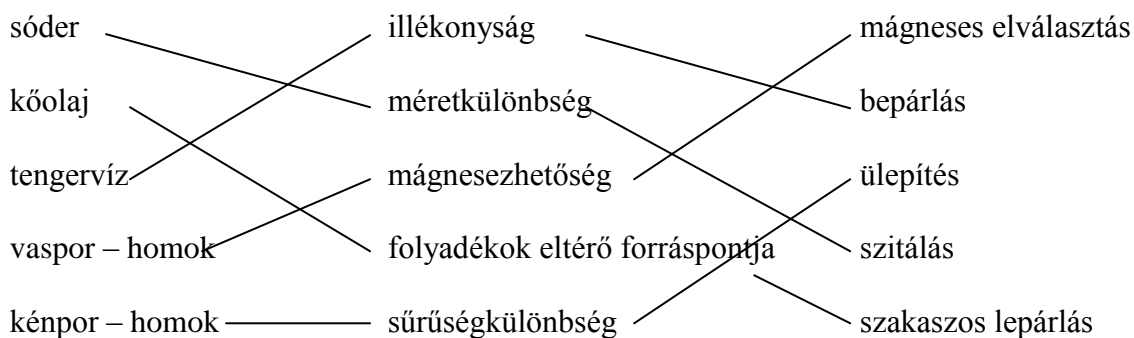 sóder illékonyság mágneses elválasztás
kőolaj méretkülönbség bepárlás
tengervíz mágnesezhetőség ülepítés
vaspor – homok folyadékok eltérő forráspontja szitálás
kénpor – homok sűrűségkülönbség szakaszos lepárlás